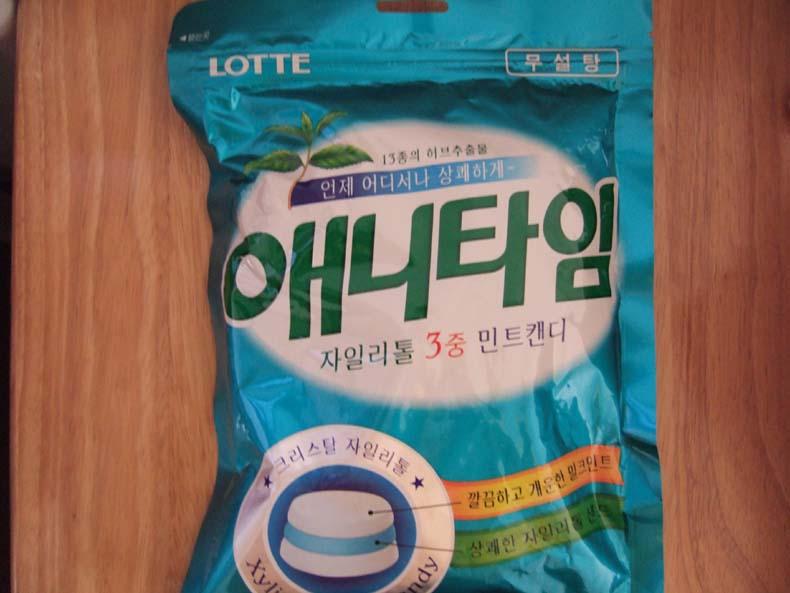 ◄뜯는곳
LOTTE
무설탕
13종의 허브추출물
언제 어디서나 상쾌하게~
애니타임
자일리톨 3중 민트캔디
크리스탈 자일리톨
깔끔하고 개운한 밀크민트
상쾌한 자일리톨 민트